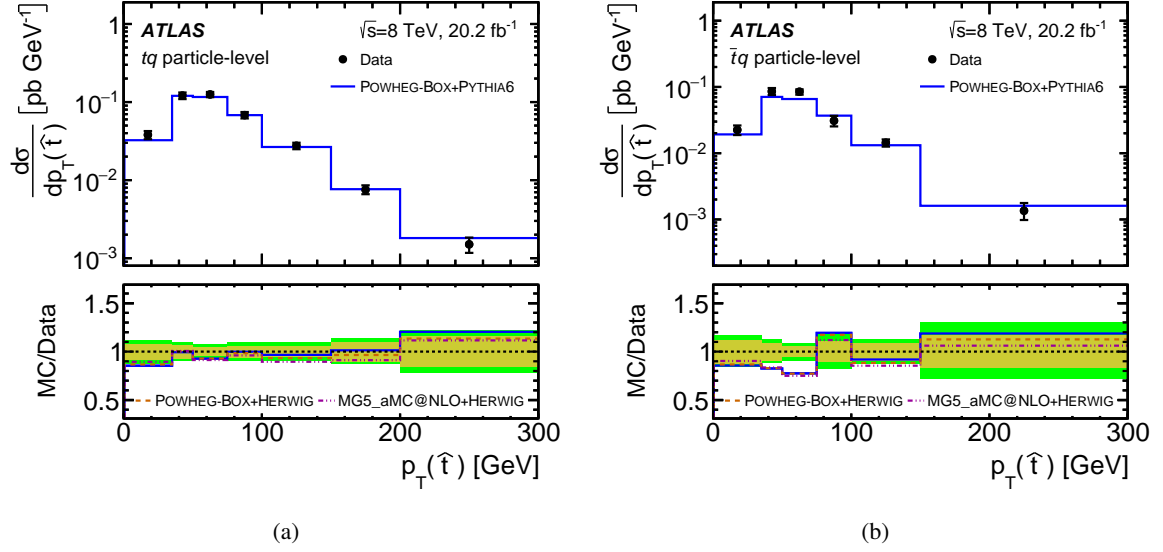 ATLAS √s=8 TeV, 20.2 fb⁻¹
tq particle-level
Data
POWHEG-BOX+PYTHIA6
dσ/dp_T(t̂) [pb GeV⁻¹]
1
10⁻¹
10⁻²
10⁻³
MC/Data
1.5
1
0.5
POWHEG-BOX+HERWIG MG5_aMC@NLO+HERWIG
0 100 200 300
p_T(t̂) [GeV]
(a)
ATLAS √s=8 TeV, 20.2 fb⁻¹
t̄q particle-level
Data
POWHEG-BOX+PYTHIA6
dσ/dp_T(t̂) [pb GeV⁻¹]
1
10⁻¹
10⁻²
10⁻³
MC/Data
1.5
1
0.5
POWHEG-BOX+HERWIG MG5_aMC@NLO+HERWIG
0 100 200 300
p_T(t̂) [GeV]
(b)